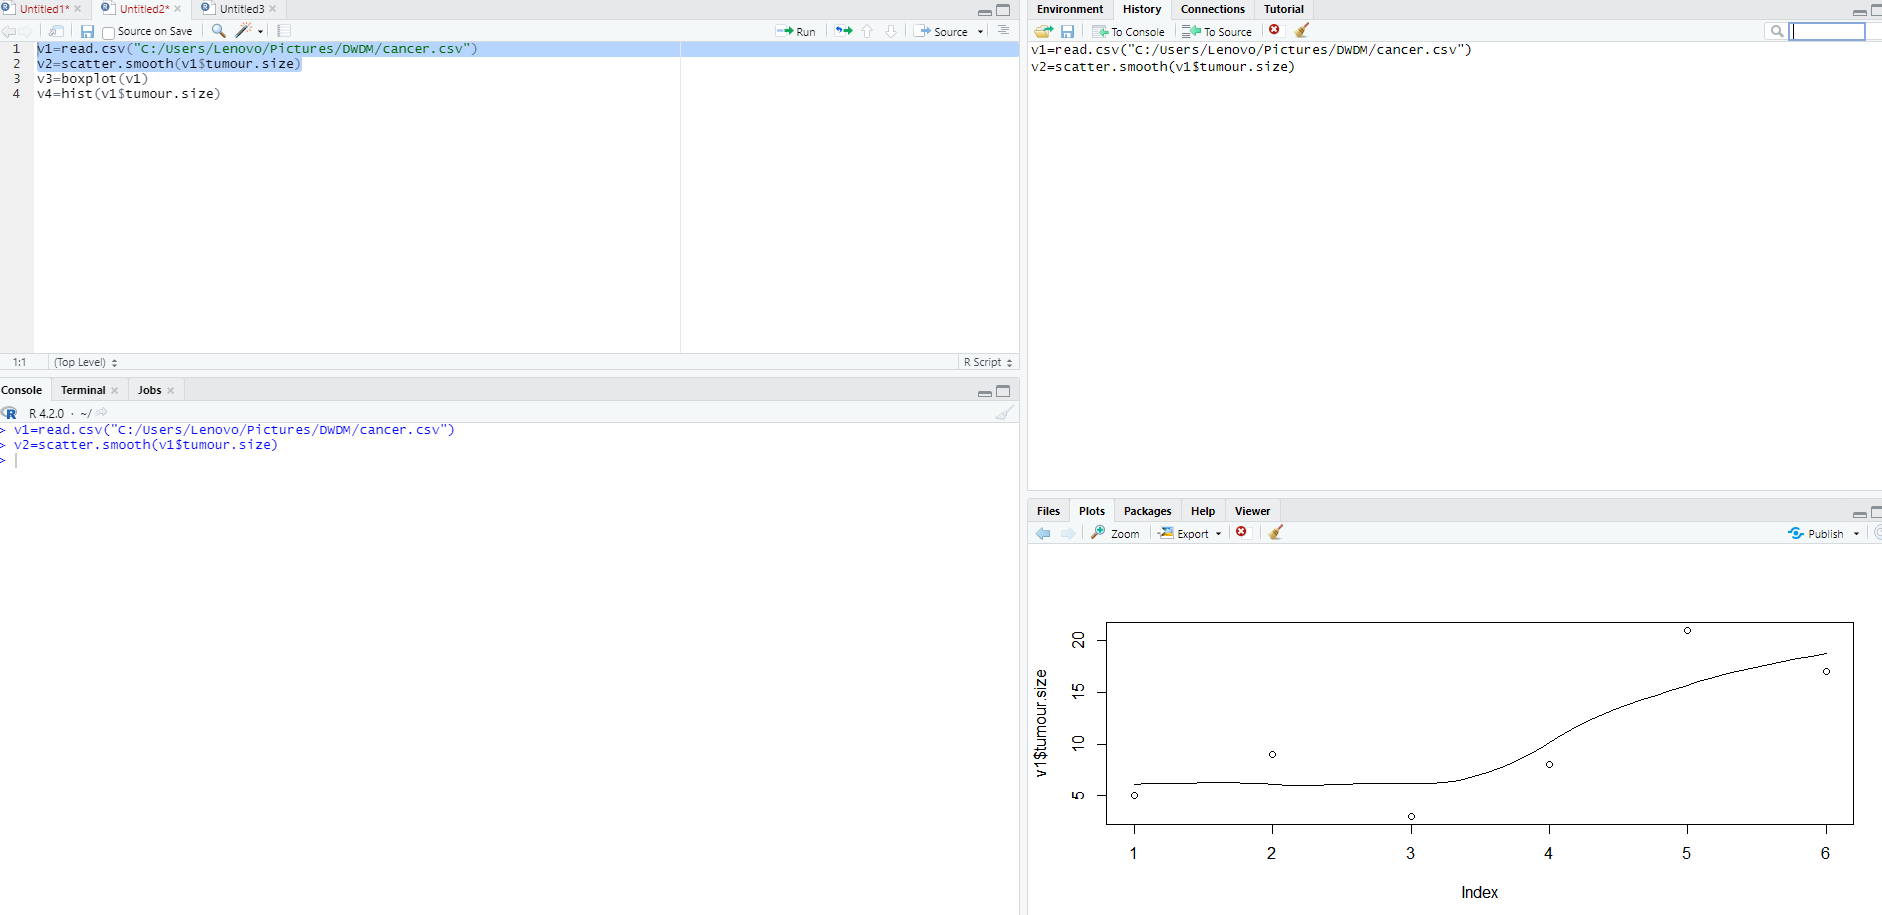 Untitled1* Untitled2* Untitled3
Source on Save Run Source
1 v1=read.csv("C:/Users/Lenovo/Pictures/DWDM/cancer.csv")
2 v2=scatter.smooth(v1$tumour.size)
3 v3=boxplot(v1)
4 v4=hist(v1$tumour.size)
1:1 (Top Level) R Script
Console Terminal Jobs
R 4.2.0 · ~/
> v1=read.csv("C:/Users/Lenovo/Pictures/DWDM/cancer.csv")
> v2=scatter.smooth(v1$tumour.size)
>
Environment History Connections Tutorial
To Console To Source
v1=read.csv("C:/Users/Lenovo/Pictures/DWDM/cancer.csv")
v2=scatter.smooth(v1$tumour.size)
Files Plots Packages Help Viewer
Zoom Export Publish
v1$tumour.size
20
15
10
5
1 2 3 4 5 6
Index